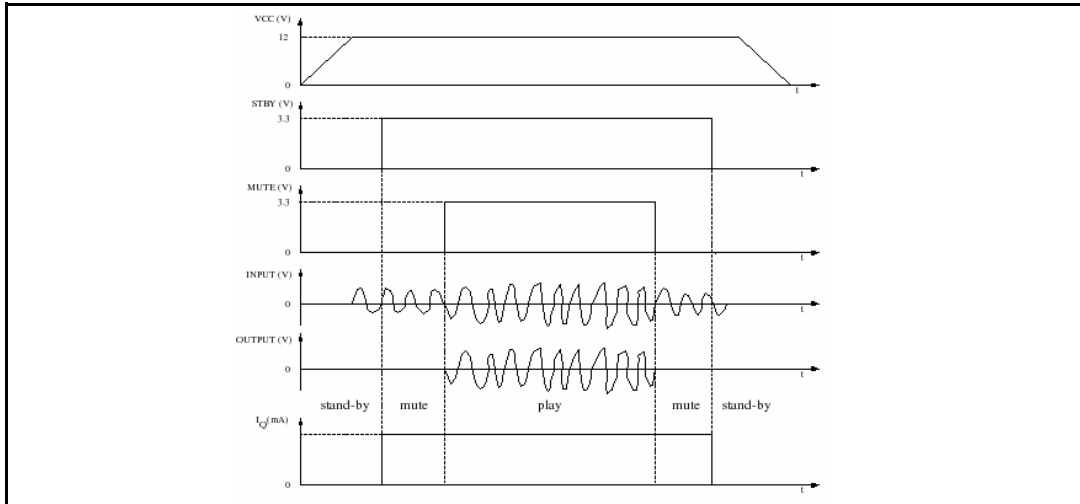 VCC (V)
12
0
t
STBY (V)
3.3
0
t
MUTE (V)
3.3
0
t
INPUT (V)
0
t
OUTPUT (V)
0
t
stand-by mute play mute stand-by
IQ(mA)
0
t